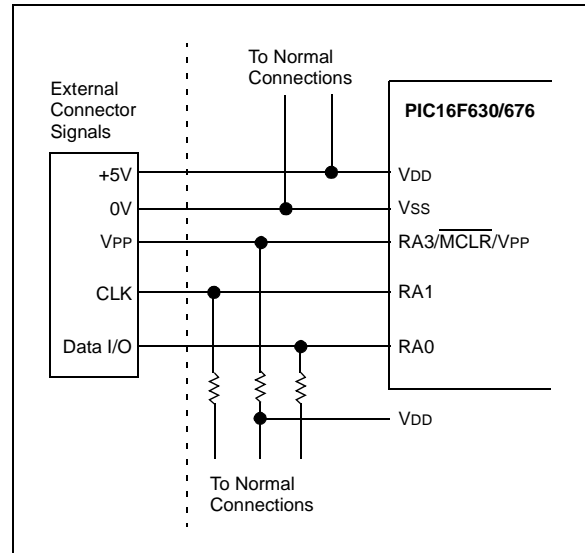 To Normal
Connections
External
Connector
Signals
PIC16F630/676
+5V
VDD
0V
VSS
VPP
RA3/MCLR/VPP
CLK
RA1
Data I/O
RA0
VDD
To Normal
Connections